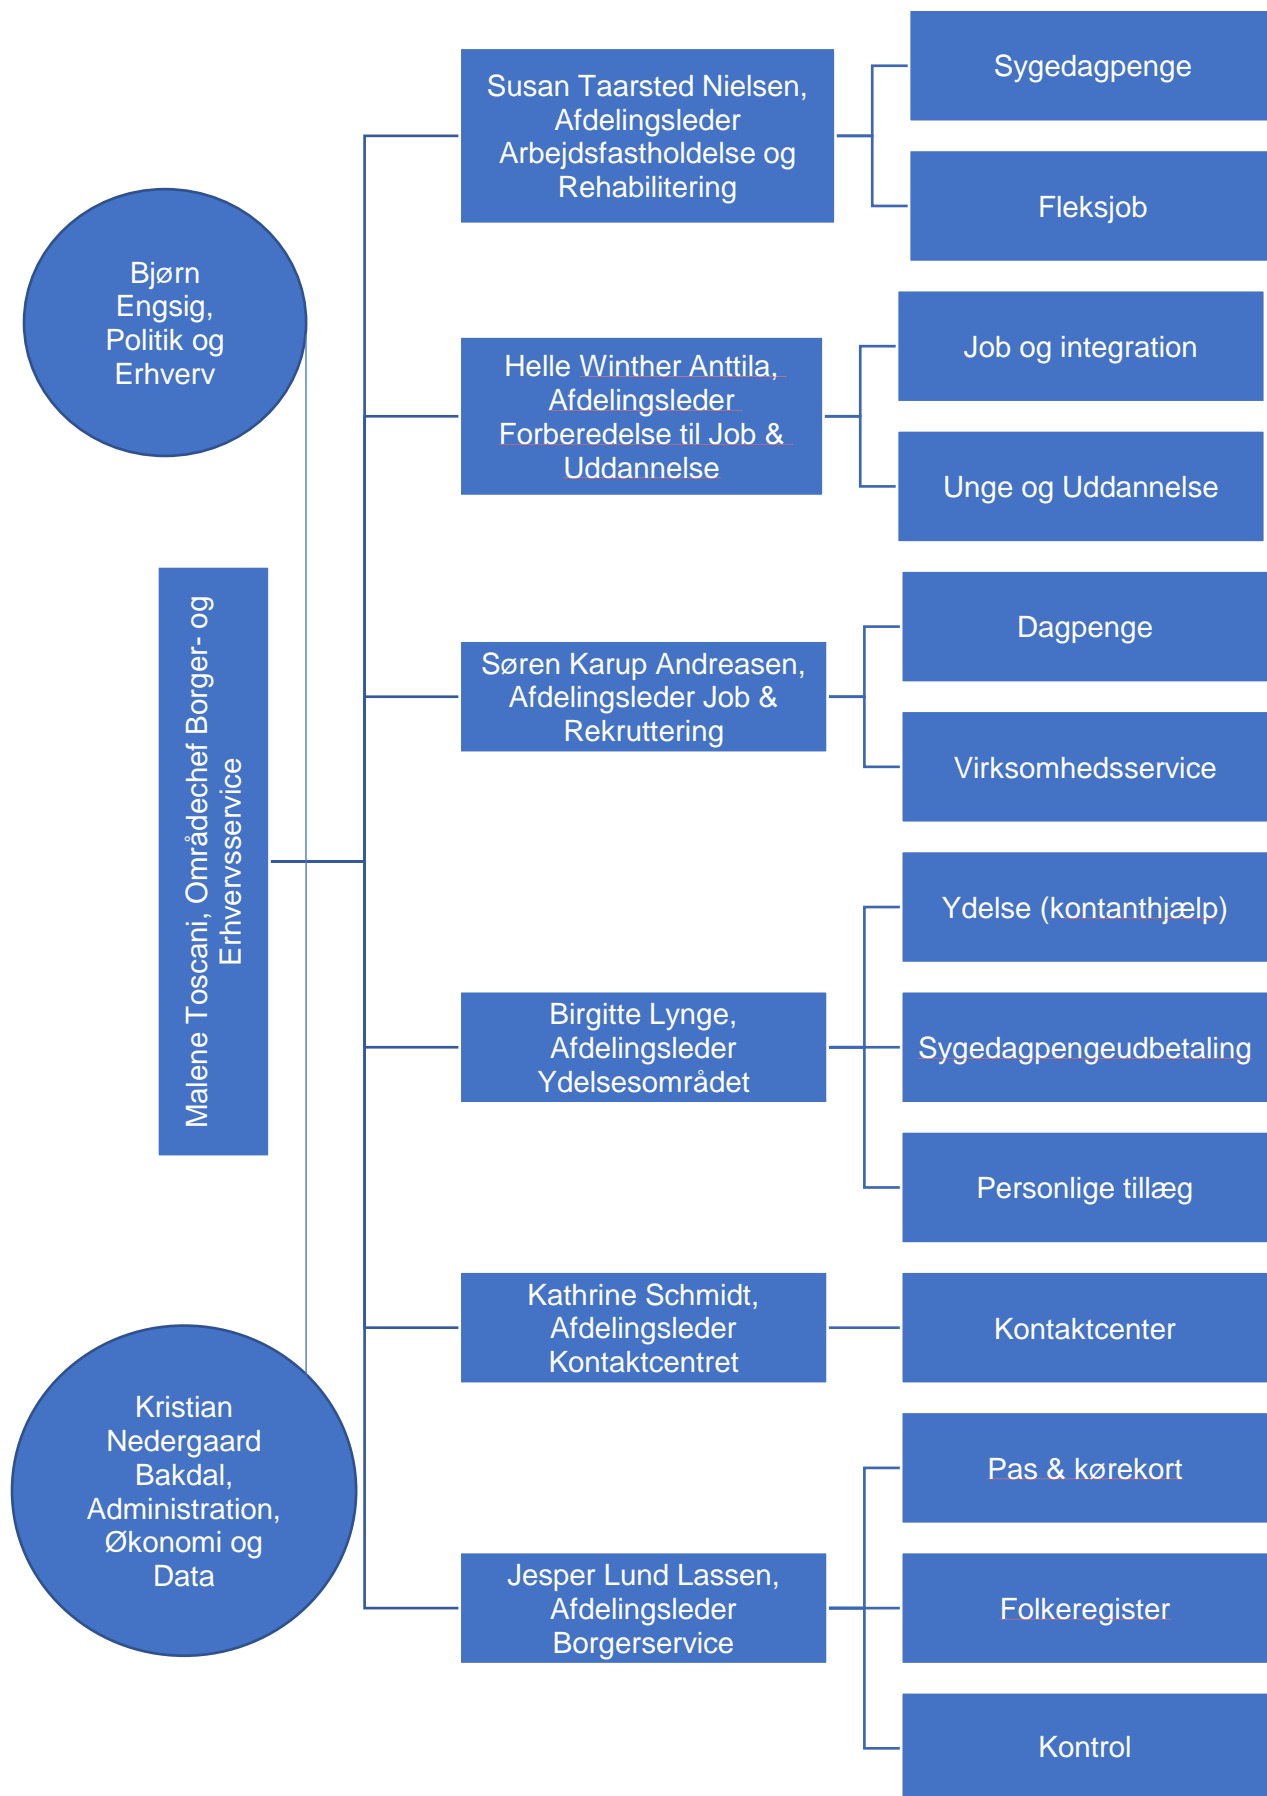 Bjørn
Engsig,
Politik og
Erhverv
Malene Toscani, Områdechef Borger- og
Erhvervsservice
Kristian
Nedergaard
Bakdal,
Administration,
Økonomi og
Data
Susan Taarsted Nielsen,
Afdelingsleder
Arbejdsfastholdelse og
Rehabilitering
Sygedagpenge
Fleksjob
Helle Winther Anttila,
Afdelingsleder
Forberedelse til Job &
Uddannelse
Job og integration
Unge og Uddannelse
Søren Karup Andreasen,
Afdelingsleder Job &
Rekruttering
Dagpenge
Virksomhedsservice
Birgitte Lynge,
Afdelingsleder
Ydelsesområdet
Ydelse (kontanthjælp)
Sygedagpengeudbetaling
Personlige tillæg
Kathrine Schmidt,
Afdelingsleder
Kontaktcentret
Kontaktcenter
Jesper Lund Lassen,
Afdelingsleder
Borgerservice
Pas & kørekort
Folkeregister
Kontrol